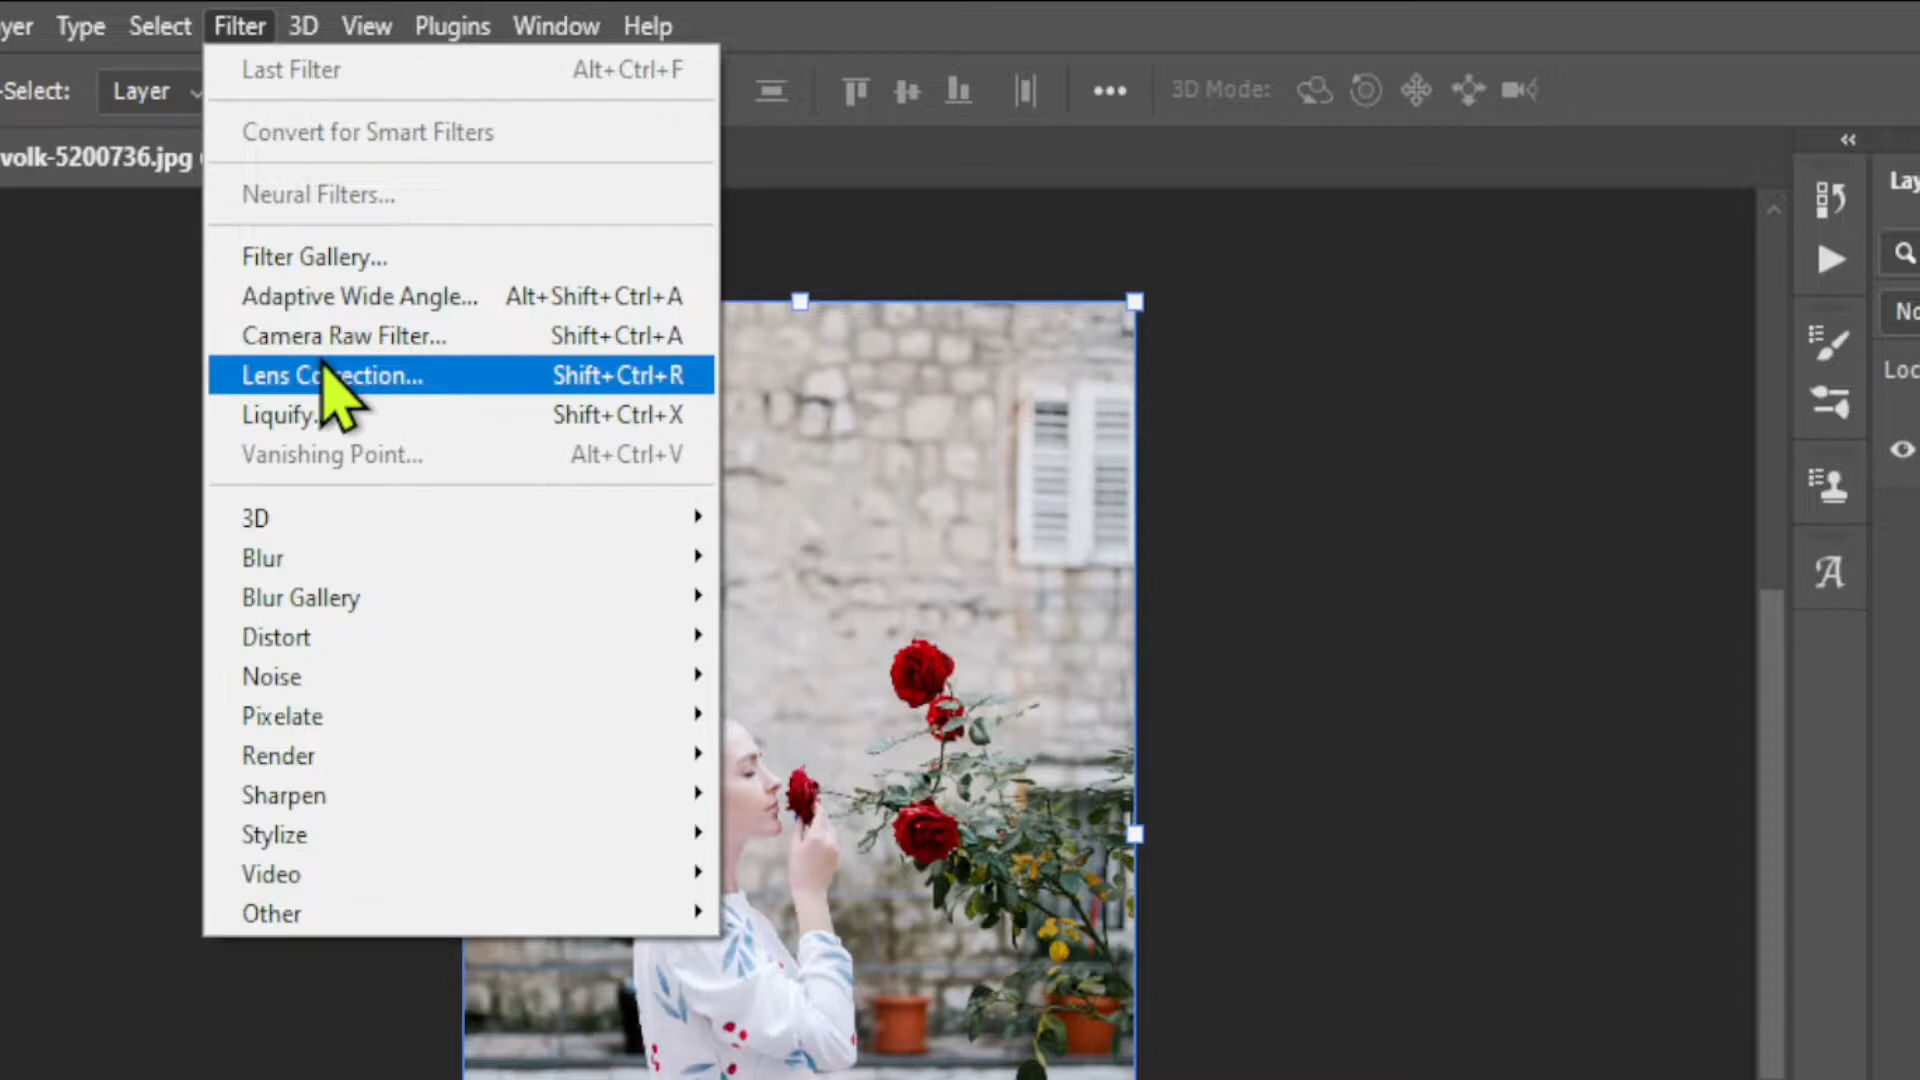 yer Type Select Filter 3D View Plugins Window Help
-Select: Layer 3D Mode:
volk-5200736.jpg
Last Filter Alt+Ctrl+F
Convert for Smart Filters
Neural Filters...
Filter Gallery...
Adaptive Wide Angle... Alt+Shift+Ctrl+A
Camera Raw Filter... Shift+Ctrl+A
Lens Correction... Shift+Ctrl+R
Liquify... Shift+Ctrl+X
Vanishing Point... Alt+Ctrl+V
3D
Blur
Blur Gallery
Distort
Noise
Pixelate
Render
Sharpen
Stylize
Video
Other
Lay
No
Loc